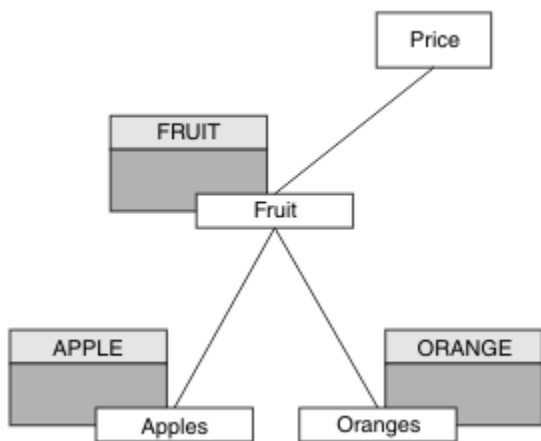 Price
FRUIT
Fruit
APPLE
ORANGE
Apples
Oranges